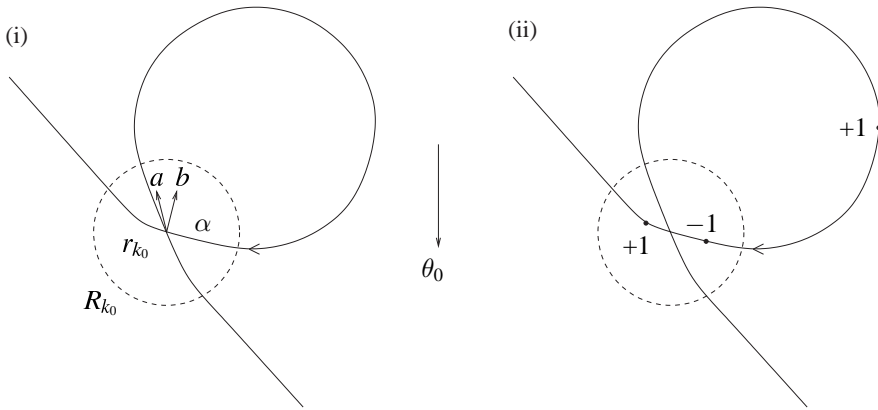 (i)
a b
α
r_{k_0}
R_{k_0}
θ_0
(ii)
+1
−1
+1